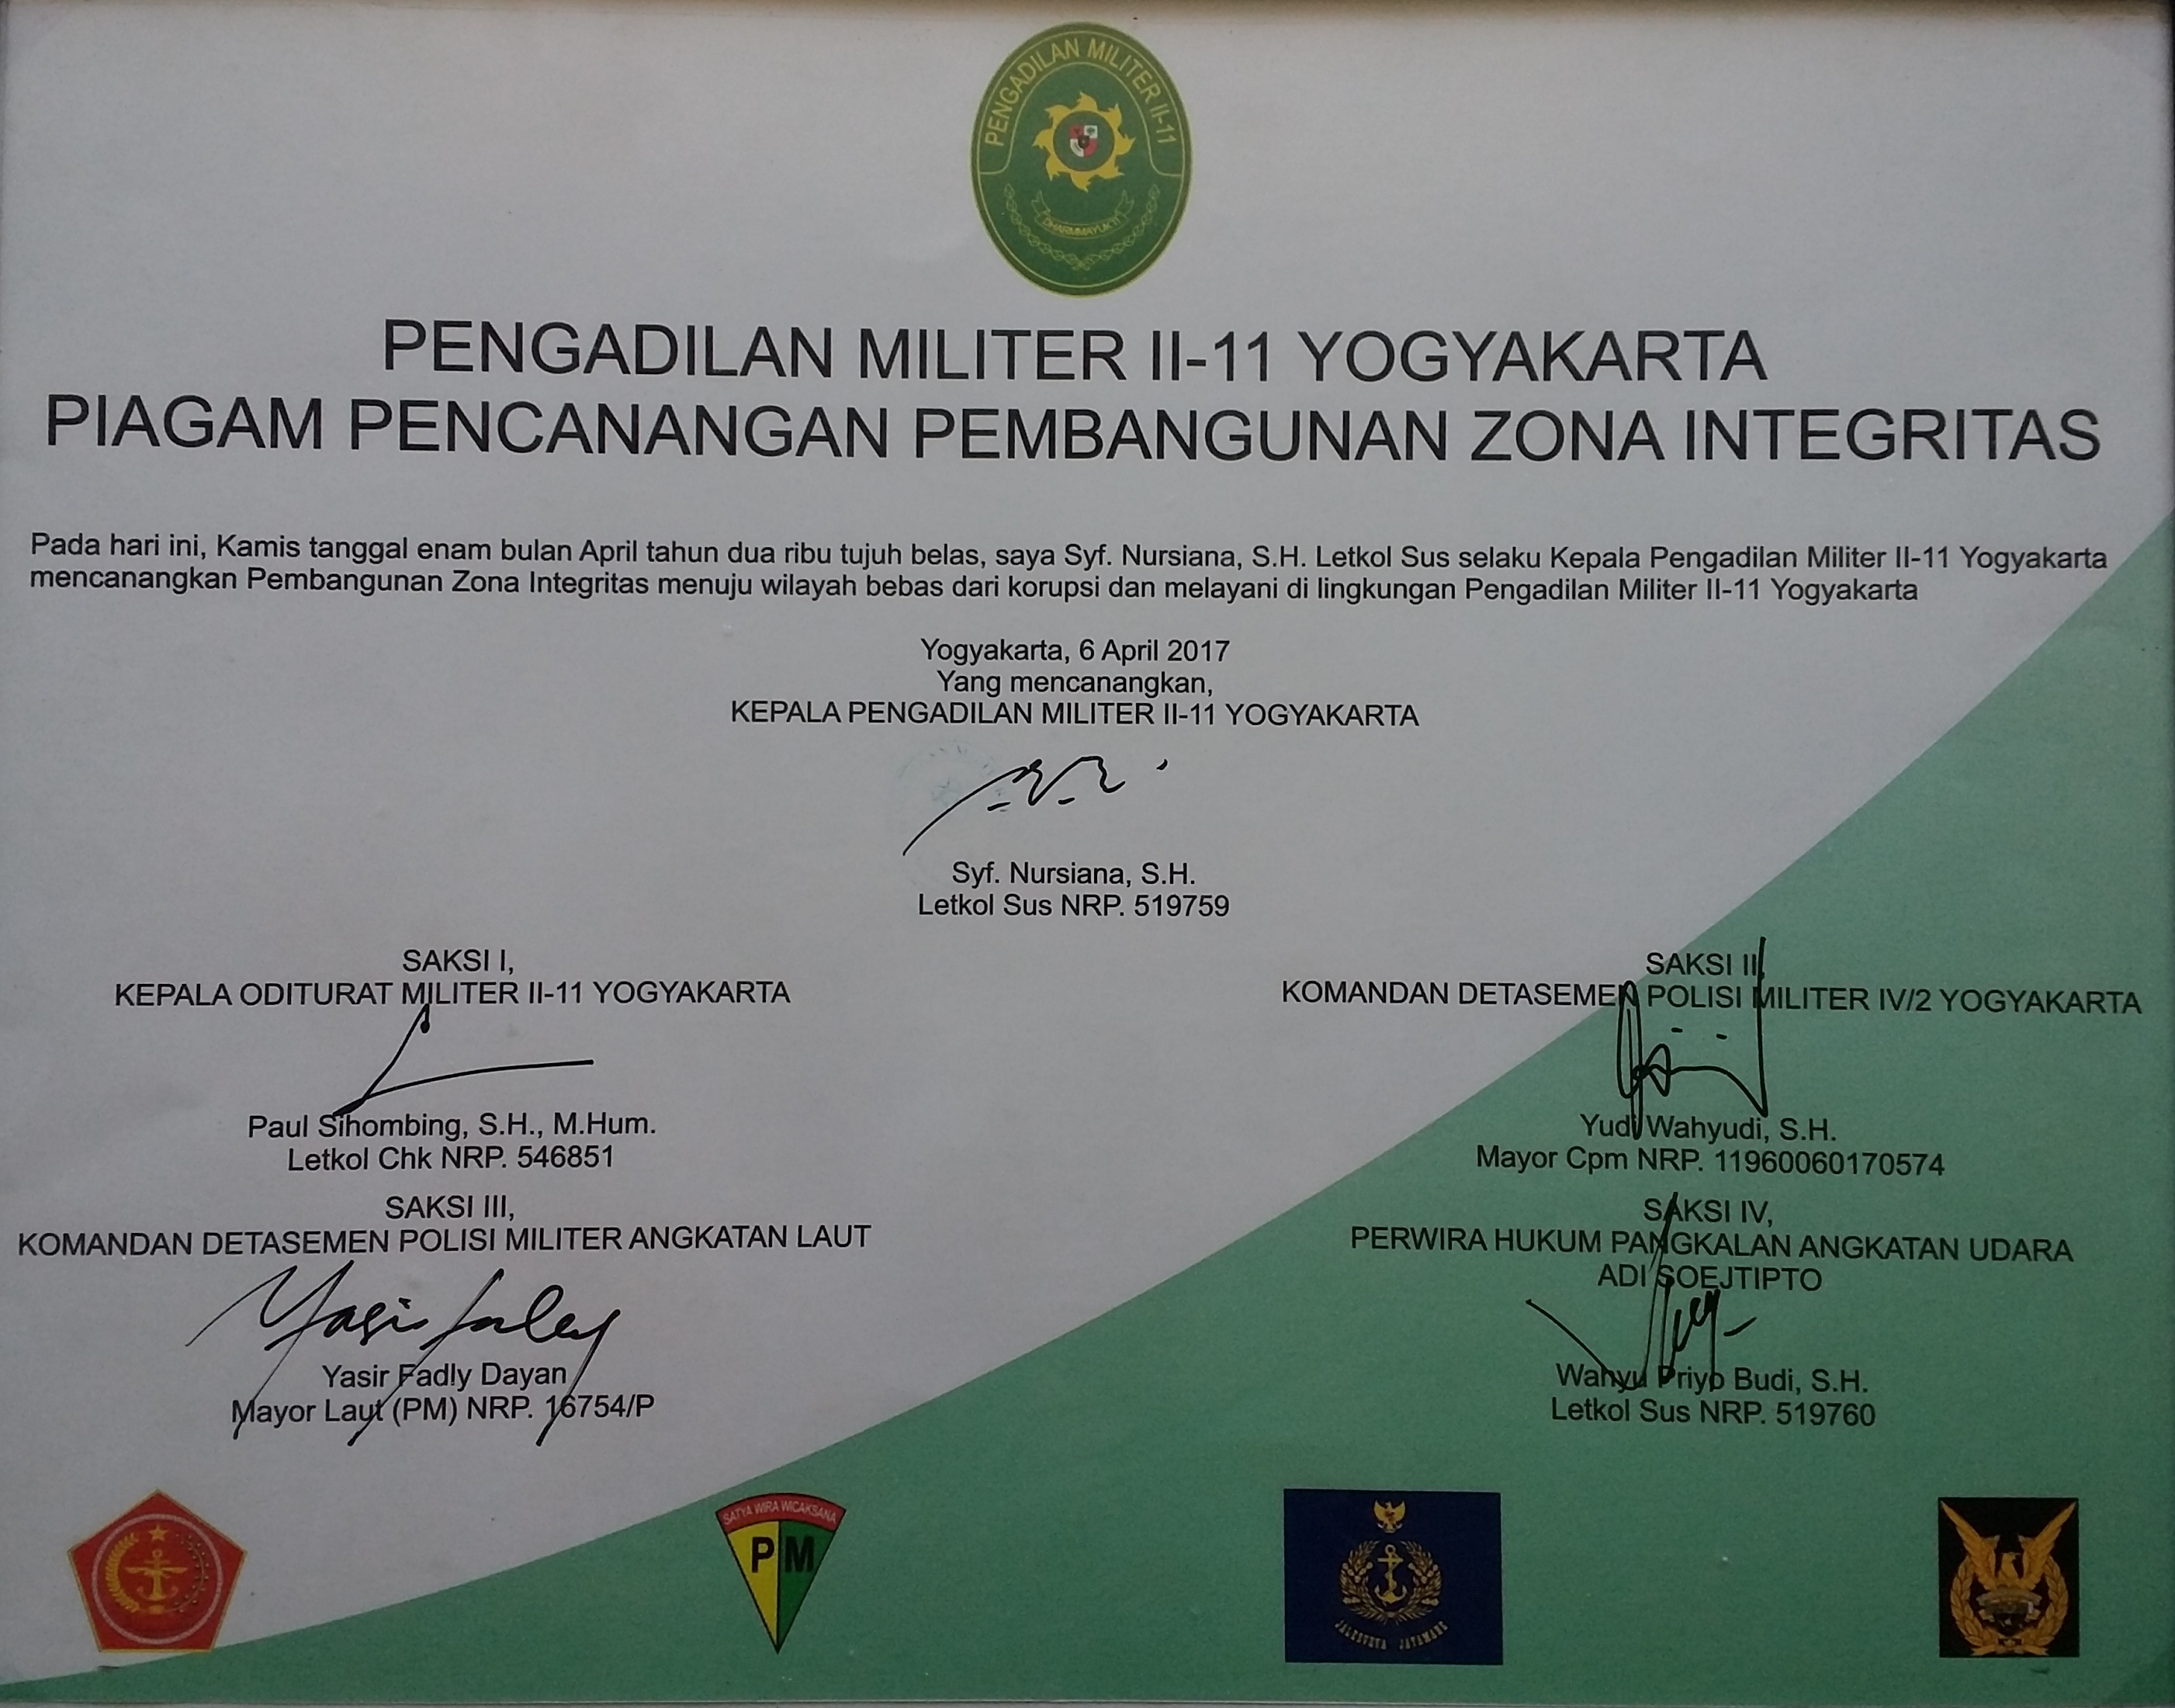 PENGADILAN MILITER II-11
DHARMMAYUKTI
PENGADILAN MILITER II-11 YOGYAKARTA
PIAGAM PENCANANGAN PEMBANGUNAN ZONA INTEGRITAS
Pada hari ini, Kamis tanggal enam bulan April tahun dua ribu tujuh belas, saya Syf. Nursiana, S.H. Letkol Sus selaku Kepala Pengadilan Militer II-11 Yogyakarta
mencanangkan Pembangunan Zona Integritas menuju wilayah bebas dari korupsi dan melayani di lingkungan Pengadilan Militer II-11 Yogyakarta
Yogyakarta, 6 April 2017
Yang mencanangkan,
KEPALA PENGADILAN MILITER II-11 YOGYAKARTA
Syf. Nursiana, S.H.
Letkol Sus NRP. 519759
SAKSI I,
KEPALA ODITURAT MILITER II-11 YOGYAKARTA
Paul Sihombing, S.H., M.Hum.
Letkol Chk NRP. 546851
SAKSI II,
KOMANDAN DETASEMEN POLISI MILITER IV/2 YOGYAKARTA
Yudi Wahyudi, S.H.
Mayor Cpm NRP. 11960060170574
SAKSI III,
KOMANDAN DETASEMEN POLISI MILITER ANGKATAN LAUT
Yasir Fadly Dayan
Mayor Laut (PM) NRP. 16754/P
SAKSI IV,
PERWIRA HUKUM PANGKALAN ANGKATAN UDARA
ADI SOEJTIPTO
Wahyu Priyo Budi, S.H.
Letkol Sus NRP. 519760
SATYA WIRA WICAKSANA
PM
JALESVEVA JAYAMAHE